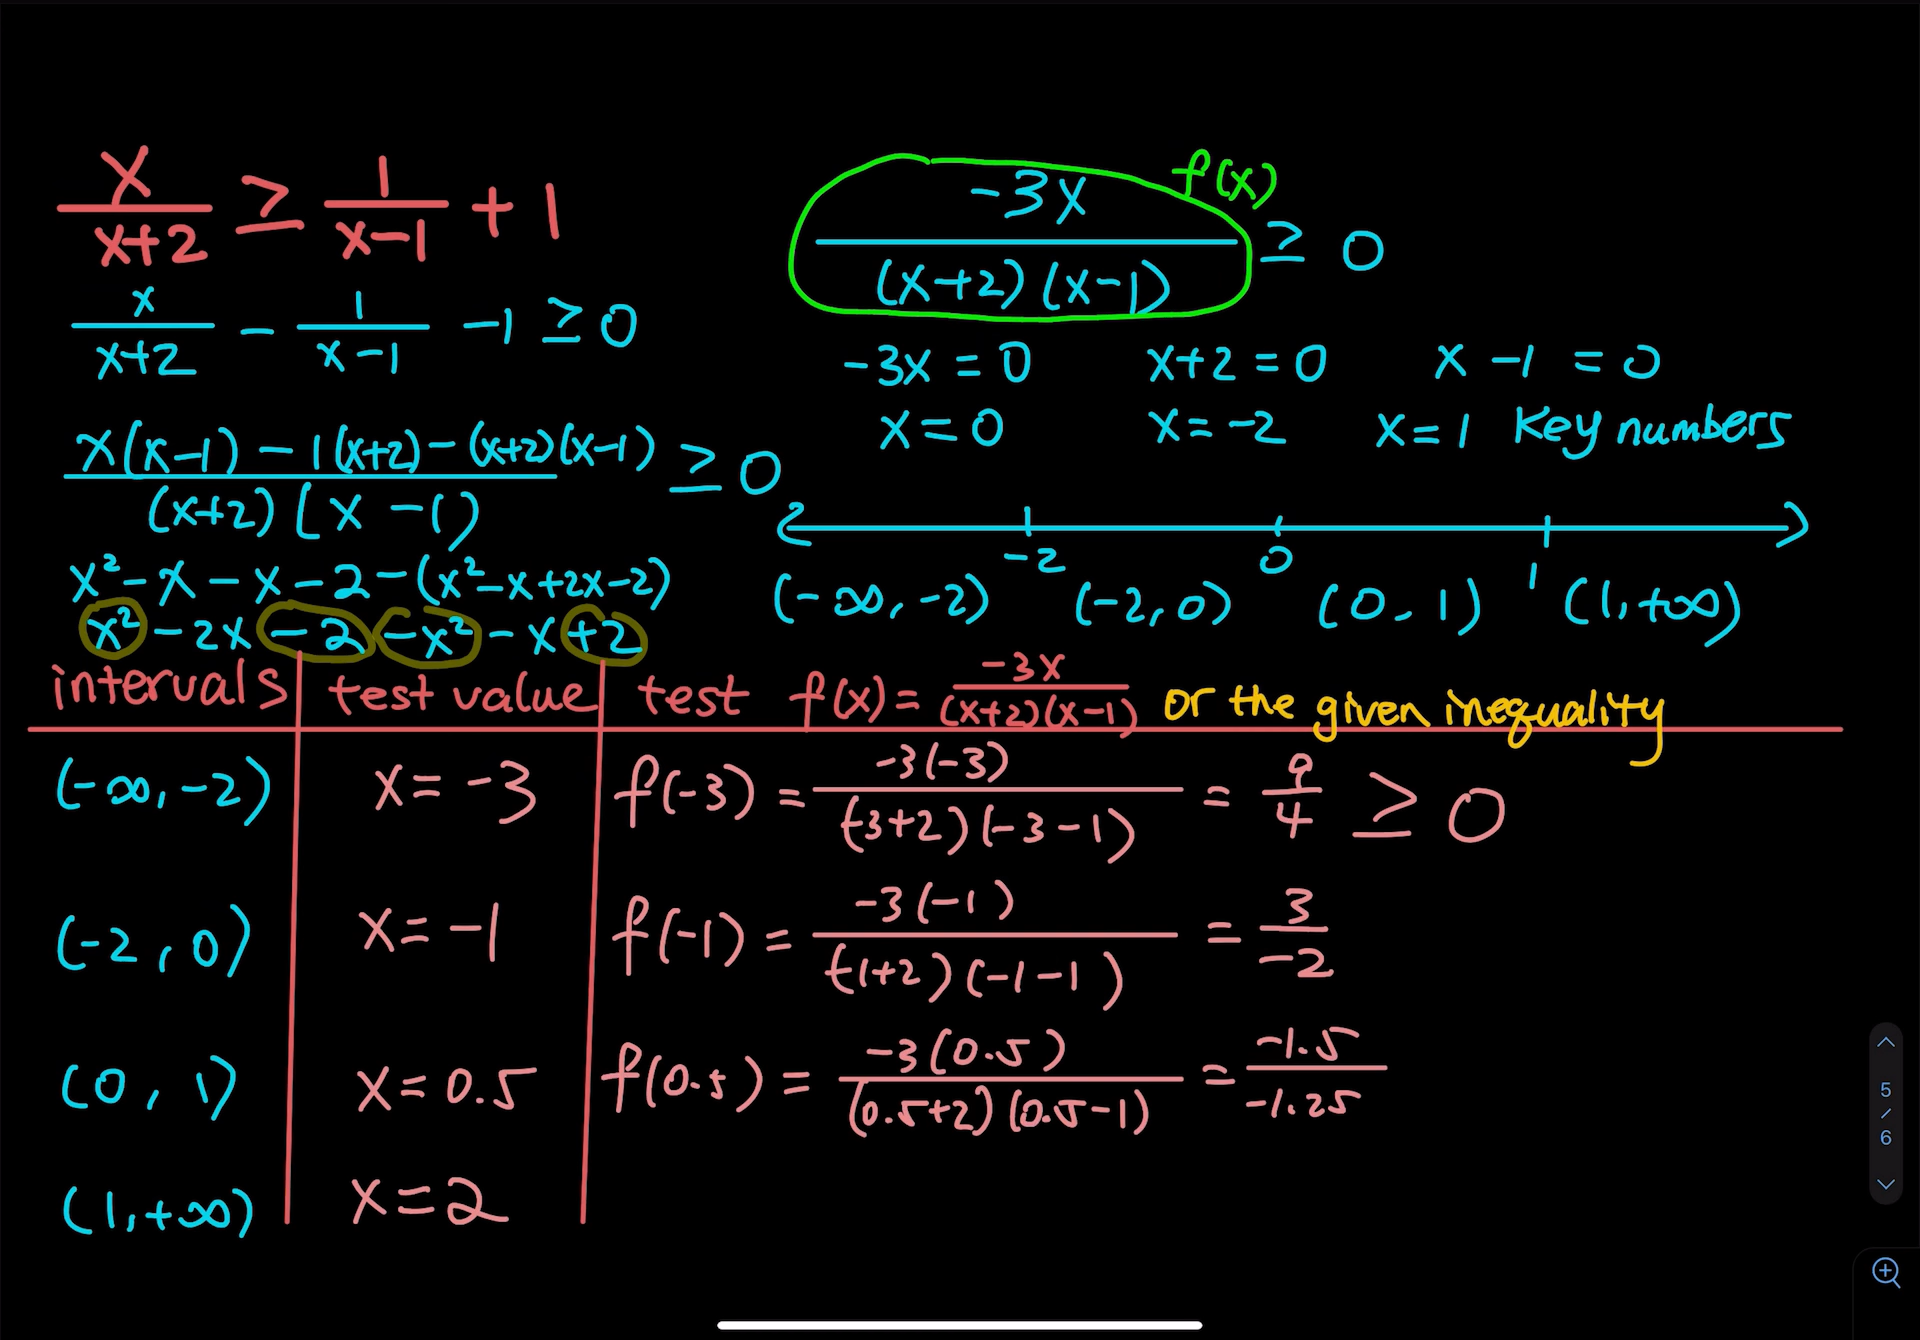 x/(x+2) ≥ 1/(x-1) + 1
x/(x+2) - 1/(x-1) -1 ≥ 0
(x(x-1) - 1(x+2) - (x+2)(x-1))/((x+2)(x-1)) ≥ 0
x² - x - x - 2 - (x² - x + 2x - 2)
x² - 2x - 2 - x² - x + 2
f(x)
-3x/((x+2)(x-1)) ≥ 0
-3x = 0 x+2 = 0 x - 1 = 0
x = 0 x = -2 x = 1 Key numbers
-2 0 1
(-∞, -2) (-2, 0) (0, 1) (1, +∞)
intervals test value test f(x) = -3x/((x+2)(x-1)) or the given inequality
(-∞, -2) x = -3 f(-3) = -3(-3)/((-3+2)(-3-1)) = 9/4 ≥ 0
(-2, 0) x = -1 f(-1) = -3(-1)/((-1+2)(-1-1)) = 3/-2
(0, 1) x = 0.5 f(0.5) = -3(0.5)/((0.5+2)(0.5-1)) = -1.5/-1.25
(1, +∞) x = 2
5
/
6